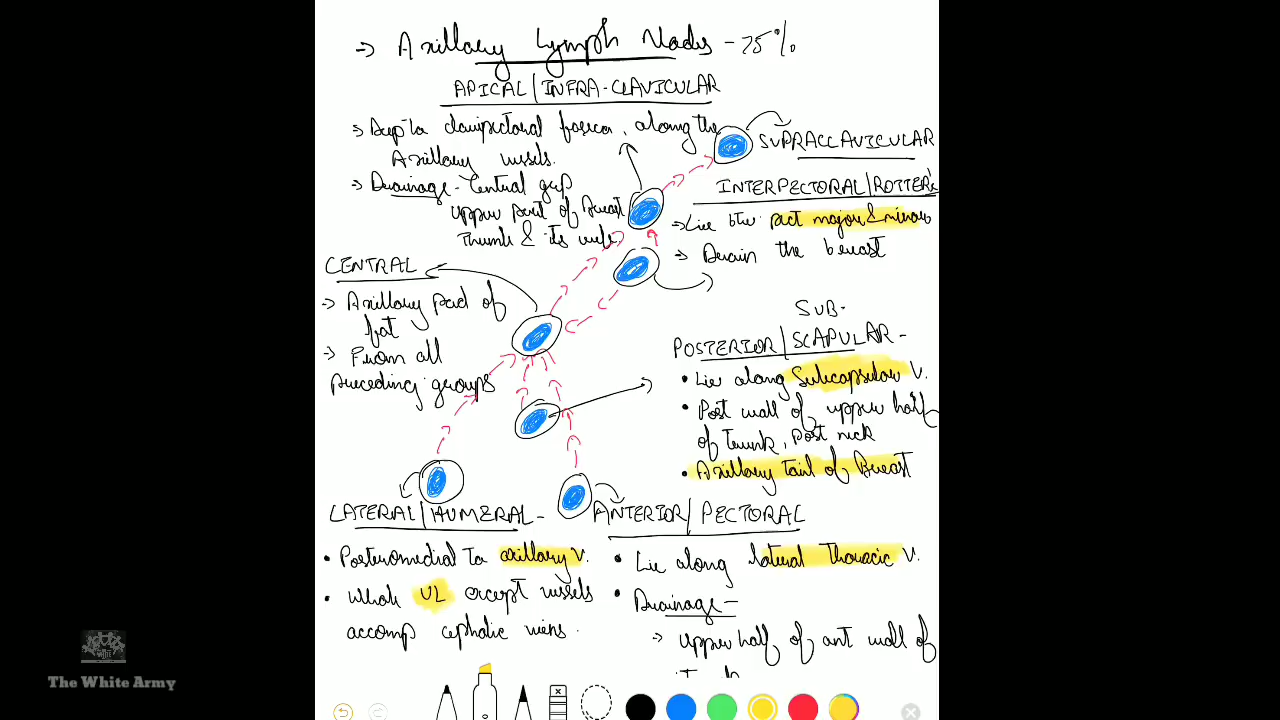 → Axillary Lymph Nodes - 75%
APICAL / INFRA-CLAVICULAR
→ Deep to clavipectoral fascia, along the
Axillary vessels.
→ Drainage - Central grp
upper part of Breast
Thumb & its web
SUPRACLAVICULAR
INTERPECTORAL / ROTTER'S
→ Lie btw pect major & minor
→ Drain the breast
CENTRAL
→ Axillary pad of
fat
→ From all
preceding groups
SUB-
POSTERIOR / SCAPULAR -
• Lie along Subcapsular V.
• Post wall of upper half
of Trunk, Post neck
• Axillary Tail of Breast
LATERAL / HUMERAL -
• Posteromedial to axillary V.
• Whole UL except vessels
accomp cephalic veins.
ANTERIOR / PECTORAL
• Lie along lateral Thoracic V.
• Drainage -
→ upper half of ant wall of
The White Army